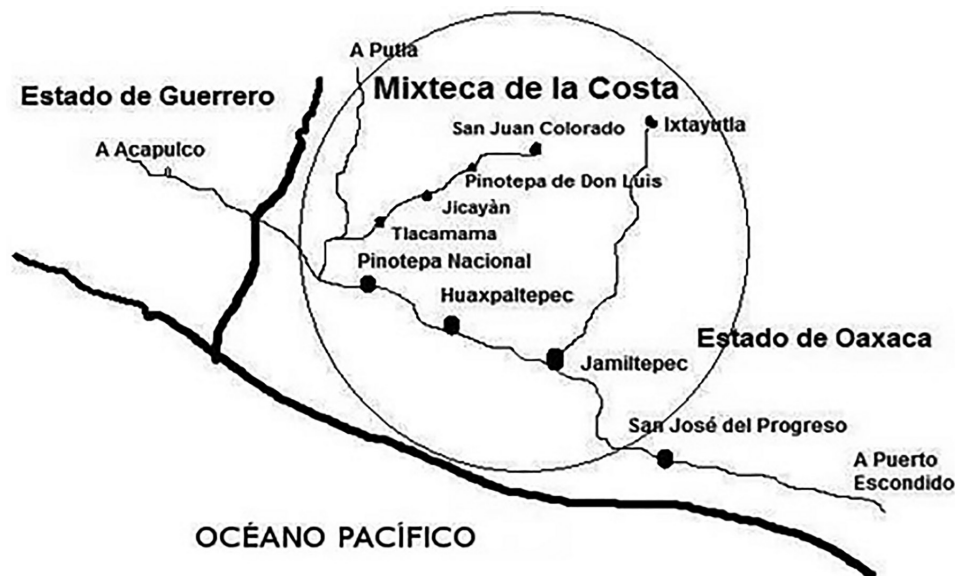 A Putla
Mixteca de la Costa
Estado de Guerrero
San Juan Colorado
Ixtayutla
A Acapulco
Pinotepa de Don Luis
Jicayàn
Tlacamama
Pinotepa Nacional
Huaxpaltepec
Estado de Oaxaca
Jamiltepec
San José del Progreso
A Puerto
Escondido
OCÉANO PACÍFICO